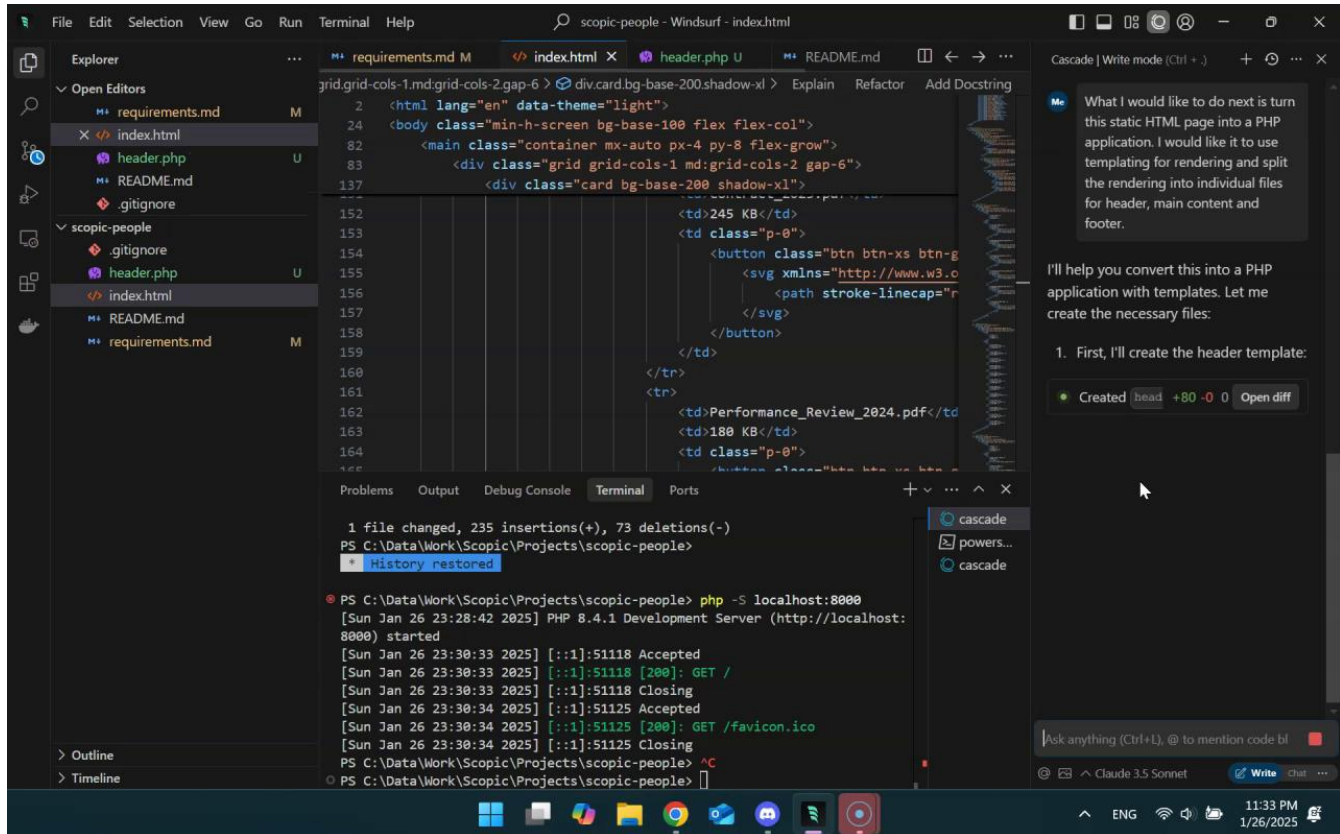 File Edit Selection View Go Run Terminal Help
scopic-people - Windsurf - index.html
Explorer
Open Editors
requirements.md M
index.html
header.php U
README.md
.gitignore
scopic-people
.gitignore
header.php U
index.html
README.md
requirements.md M
Outline
Timeline
requirements.md M index.html header.php U README.md
grid.grid-cols-1.md:grid-cols-2.gap-6 > div.card.bg-base-200.shadow-xl > Explain Refactor Add Docstring
2 <html lang="en" data-theme="light">
24 <body class="min-h-screen bg-base-100 flex flex-col">
82 <main class="container mx-auto px-4 py-8 flex-grow">
83 <div class="grid grid-cols-1 md:grid-cols-2 gap-6">
137 <div class="card bg-base-200 shadow-xl">
152 <td>245 KB</td>
153 <td class="p-0">
154 <button class="btn btn-xs btn-g
155 <svg xmlns="http://www.w3.o
156 <path stroke-linecap="r
157 </svg>
158 </button>
159 </td>
160 </tr>
161 <tr>
162 <td>Performance_Review_2024.pdf</td
163 <td>180 KB</td>
164 <td class="p-0">
Problems Output Debug Console Terminal Ports
1 file changed, 235 insertions(+), 73 deletions(-)
PS C:\Data\Work\Scopic\Projects\scopic-people>
* History restored
PS C:\Data\Work\Scopic\Projects\scopic-people> php -S localhost:8000
[Sun Jan 26 23:28:42 2025] PHP 8.4.1 Development Server (http://localhost:
8000) started
[Sun Jan 26 23:30:33 2025] [::1]:51118 Accepted
[Sun Jan 26 23:30:33 2025] [::1]:51118 [200]: GET /
[Sun Jan 26 23:30:33 2025] [::1]:51118 Closing
[Sun Jan 26 23:30:34 2025] [::1]:51125 Accepted
[Sun Jan 26 23:30:34 2025] [::1]:51125 [200]: GET /favicon.ico
[Sun Jan 26 23:30:34 2025] [::1]:51125 Closing
PS C:\Data\Work\Scopic\Projects\scopic-people> ^C
PS C:\Data\Work\Scopic\Projects\scopic-people>
cascade
powers...
cascade
Cascade | Write mode (Ctrl + .)
Me
What I would like to do next is turn
this static HTML page into a PHP
application. I would like it to use
templating for rendering and split
the rendering into individual files
for header, main content and
footer.
I'll help you convert this into a PHP
application with templates. Let me
create the necessary files:
1. First, I'll create the header template:
Created head +80 -0 0 Open diff
Ask anything (Ctrl+L), @ to mention code bl
Claude 3.5 Sonnet Write Chat
ENG
11:33 PM
1/26/2025